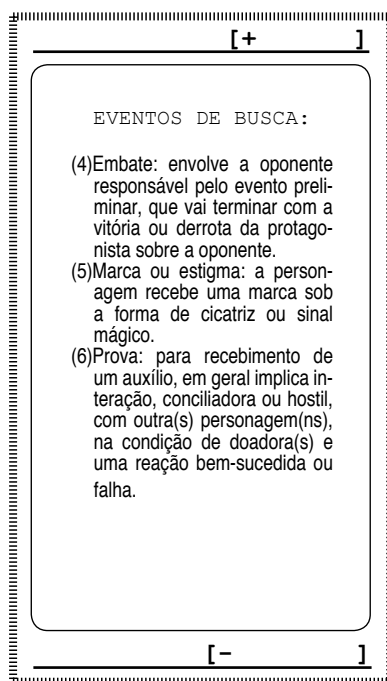 [+ ]
EVENTOS DE BUSCA:
(4)Embate: envolve a oponente
responsável pelo evento preli-
minar, que vai terminar com a
vitória ou derrota da protago-
nista sobre a oponente.
(5)Marca ou estigma: a person-
agem recebe uma marca sob
a forma de cicatriz ou sinal
mágico.
(6)Prova: para recebimento de
um auxílio, em geral implica in-
teração, conciliadora ou hostil,
com outra(s) personagem(ns),
na condição de doadora(s) e
uma reação bem-sucedida ou
falha.
[- ]